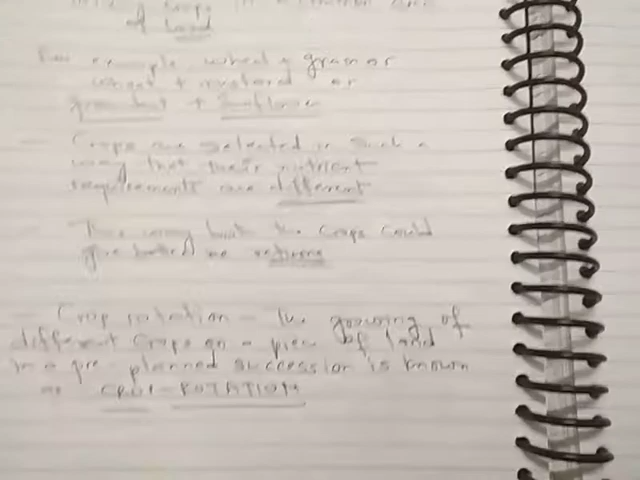 of land
For example wheat + gram or
wheat + mustard or
groundnut + sunflower
- Crops are selected in such a
way that their nutrient
requirements are different
This way both the crops could
give better returns
- Crop rotation - The growing of
different crops on a piece of land
in a pre-planned succession is known
as CROP-ROTATION